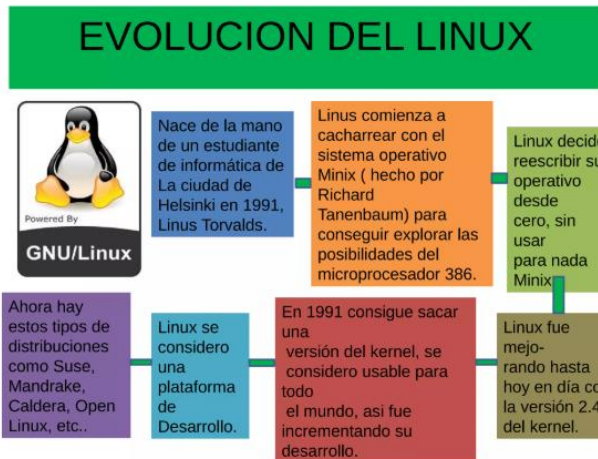 EVOLUCION DEL LINUX
Powered By
GNU/Linux
Nace de la mano
de un estudiante
de informática de
La ciudad de
Helsinki en 1991,
Linus Torvalds.
Linus comienza a
cacharrear con el
sistema operativo
Minix ( hecho por
Richard
Tanenbaum) para
conseguir explorar las
posibilidades del
microprocesador 386.
Linux decide
reescribir su
operativo
desde
cero, sin
usar
para nada
Minix
Linux fue
mejo-
rando hasta
hoy en día co
la versión 2.4
del kernel.
En 1991 consigue sacar
una
versión del kernel, se
considero usable para
todo
el mundo, asi fue
incrementando su
desarrollo.
Linux se
considero
una
plataforma
de
Desarrollo.
Ahora hay
estos tipos de
distribuciones
como Suse,
Mandrake,
Caldera, Open
Linux, etc..